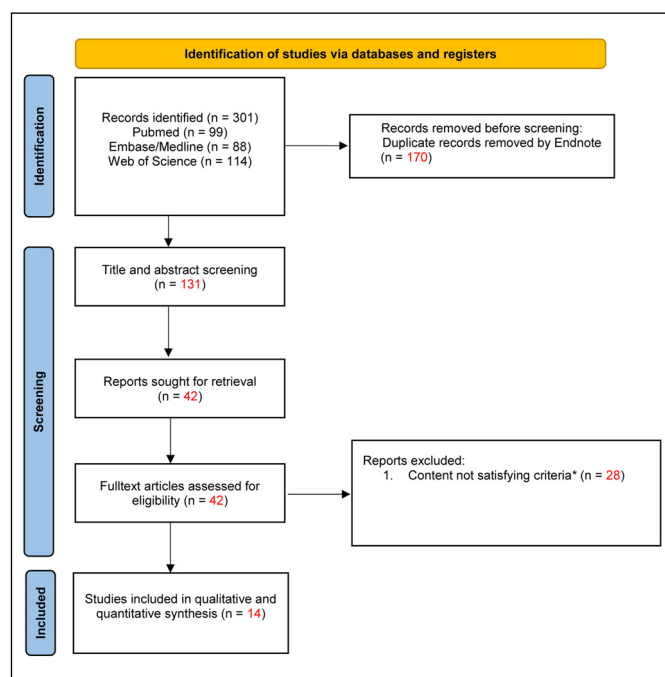 Identification of studies via databases and registers
Identification
Records identified (n = 301)
Pubmed (n = 99)
Embase/Medline (n = 88)
Web of Science (n = 114)
Records removed before screening:
Duplicate records removed by Endnote
(n = 170)
Screening
Title and abstract screening
(n = 131)
Reports sought for retrieval
(n = 42)
Fulltext articles assessed for
eligibility (n = 42)
Reports excluded:
1. Content not satisfying criteria* (n = 28)
Included
Studies included in qualitative and
quantitative synthesis (n = 14)